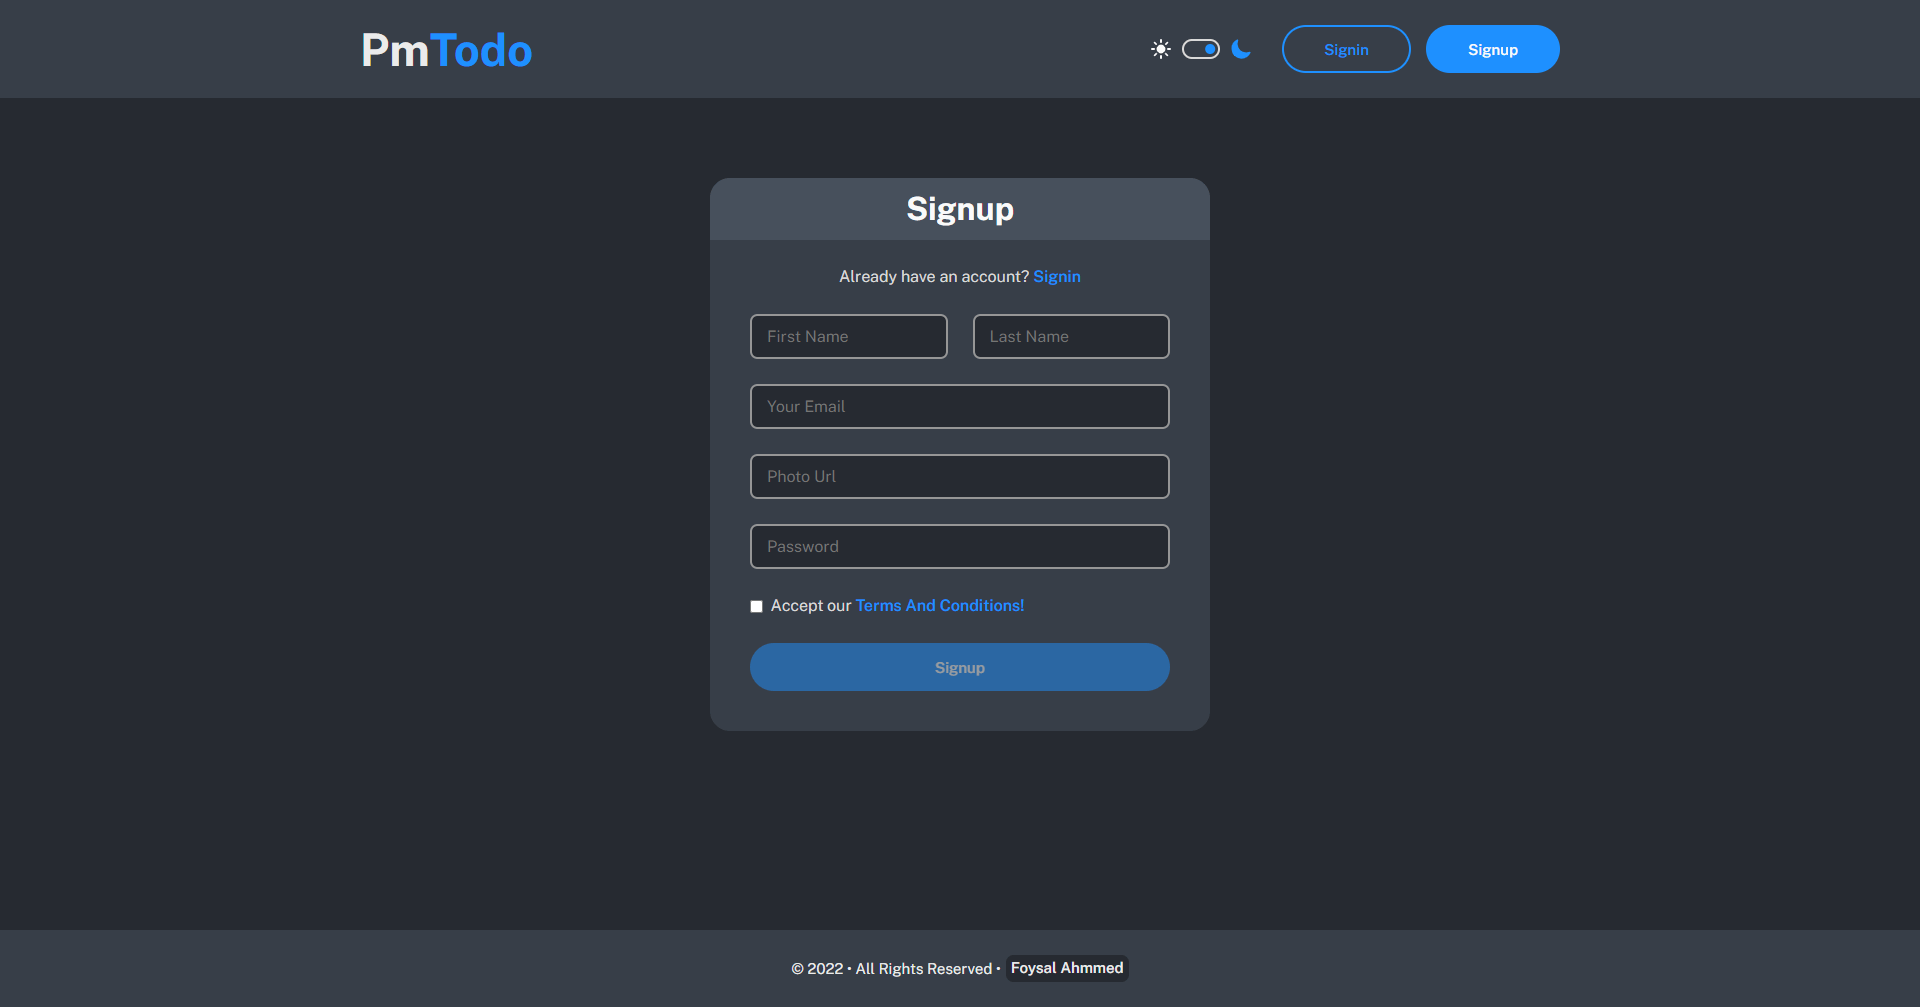 PmTodo
Signin
Signup
Signup
Already have an account? Signin
First Name
Last Name
Your Email
Photo Url
Password
Accept our Terms And Conditions!
Signup
© 2022 • All Rights Reserved • Foysal Ahmmed